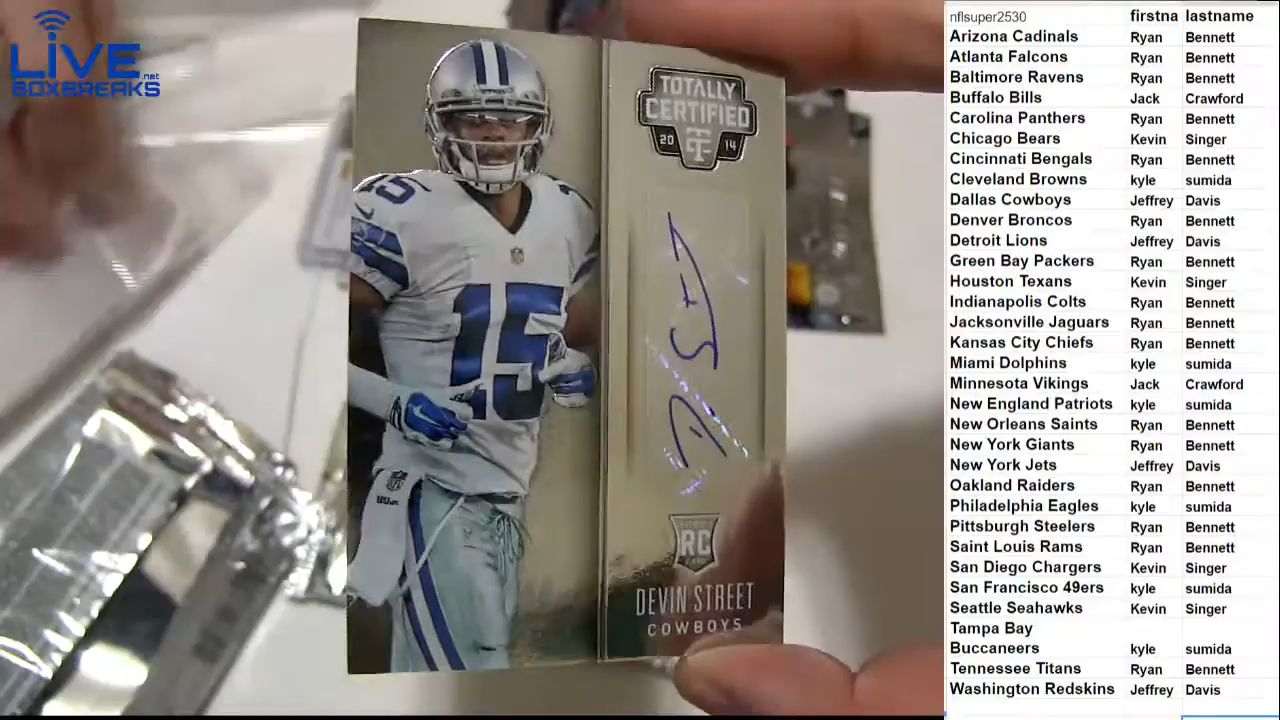 LIVE
.net
BOXBREAKS
15
15
15
NFL
TOTALLY
CERTIFIED
20 TC 14
RC
DEVIN STREET
COWBOYS
nflsuper2530 firstna lastname
Arizona Cadinals Ryan Bennett
Atlanta Falcons Ryan Bennett
Baltimore Ravens Ryan Bennett
Buffalo Bills Jack Crawford
Carolina Panthers Ryan Bennett
Chicago Bears Kevin Singer
Cincinnati Bengals Ryan Bennett
Cleveland Browns kyle sumida
Dallas Cowboys Jeffrey Davis
Denver Broncos Ryan Bennett
Detroit Lions Jeffrey Davis
Green Bay Packers Ryan Bennett
Houston Texans Kevin Singer
Indianapolis Colts Ryan Bennett
Jacksonville Jaguars Ryan Bennett
Kansas City Chiefs Ryan Bennett
Miami Dolphins kyle sumida
Minnesota Vikings Jack Crawford
New England Patriots kyle sumida
New Orleans Saints Ryan Bennett
New York Giants Ryan Bennett
New York Jets Jeffrey Davis
Oakland Raiders Ryan Bennett
Philadelphia Eagles kyle sumida
Pittsburgh Steelers Ryan Bennett
Saint Louis Rams Ryan Bennett
San Diego Chargers Kevin Singer
San Francisco 49ers kyle sumida
Seattle Seahawks Kevin Singer
Tampa Bay
Buccaneers kyle sumida
Tennessee Titans Ryan Bennett
Washington Redskins Jeffrey Davis